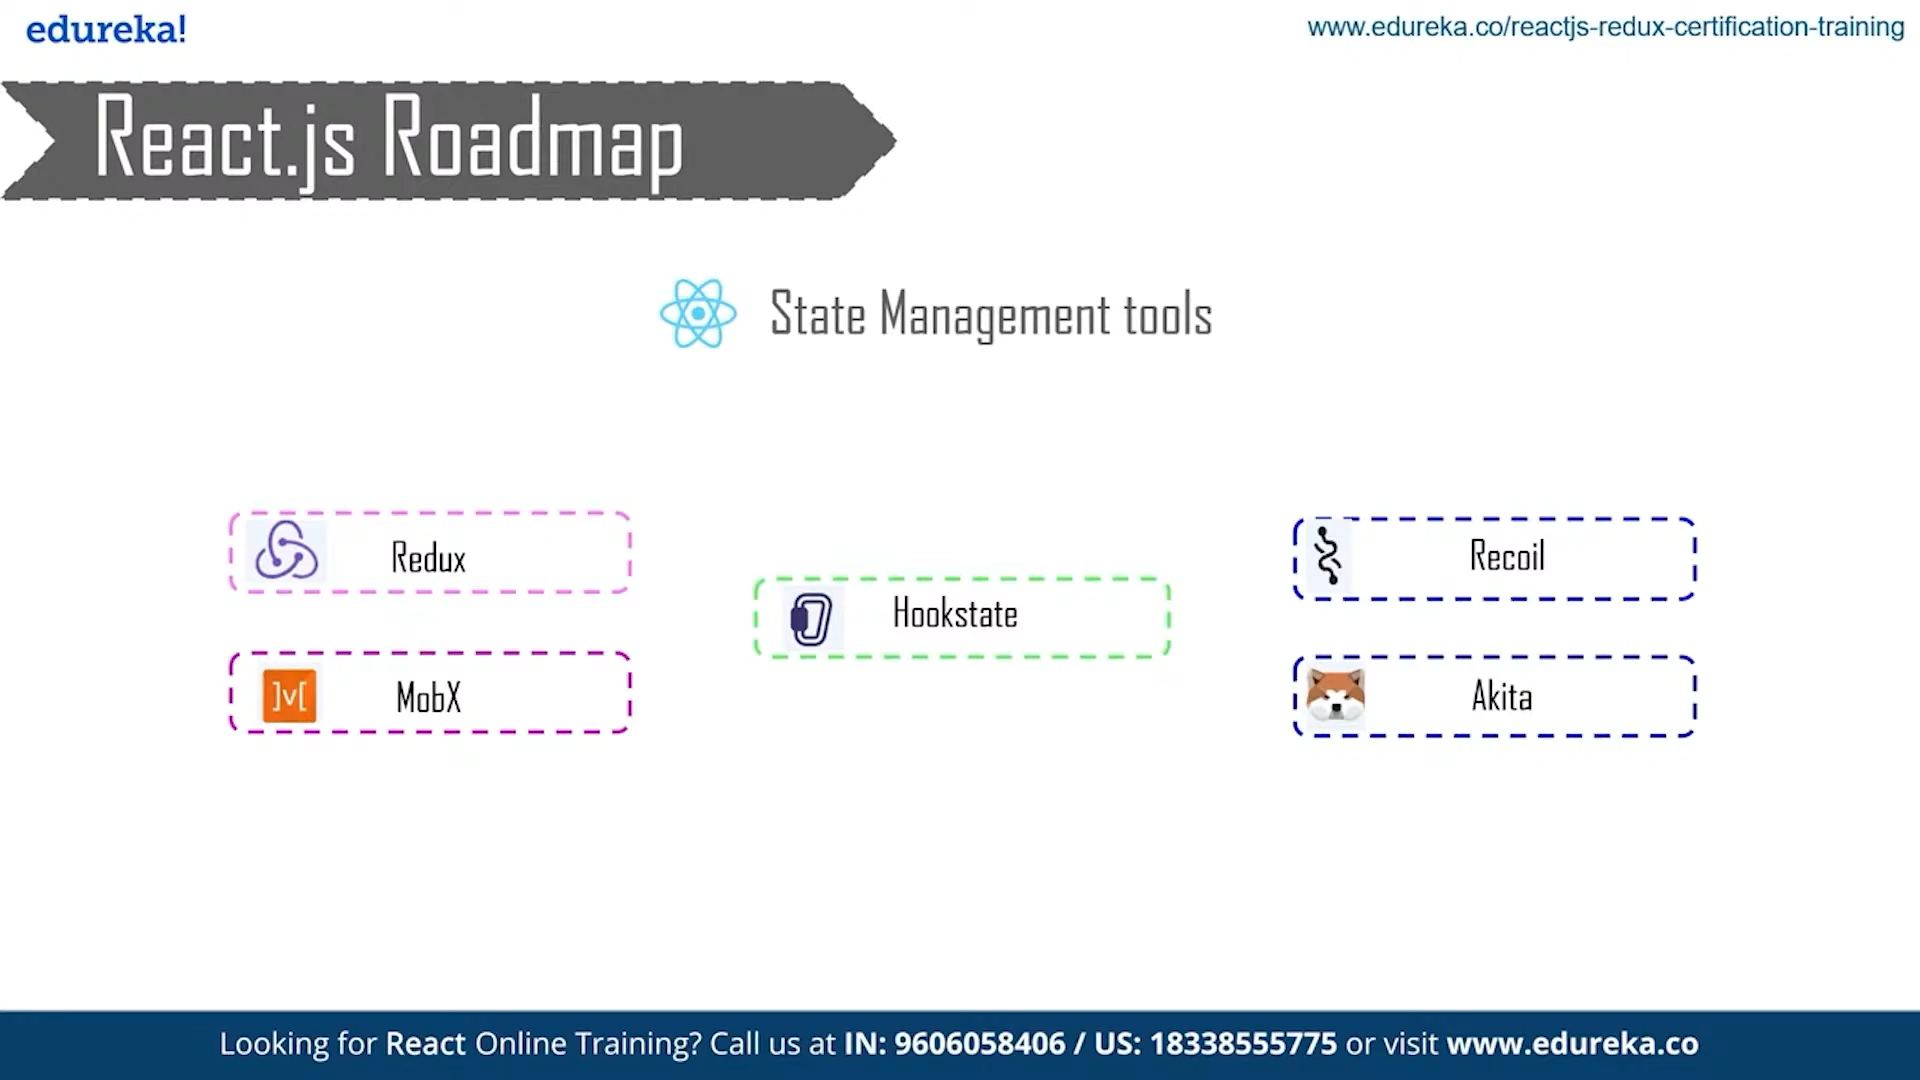 edureka!
www.edureka.co/reactjs-redux-certification-training
React.js Roadmap
State Management tools
Redux
MobX
Hookstate
Recoil
Akita
Looking for React Online Training? Call us at IN: 9606058406 / US: 18338555775 or visit www.edureka.co